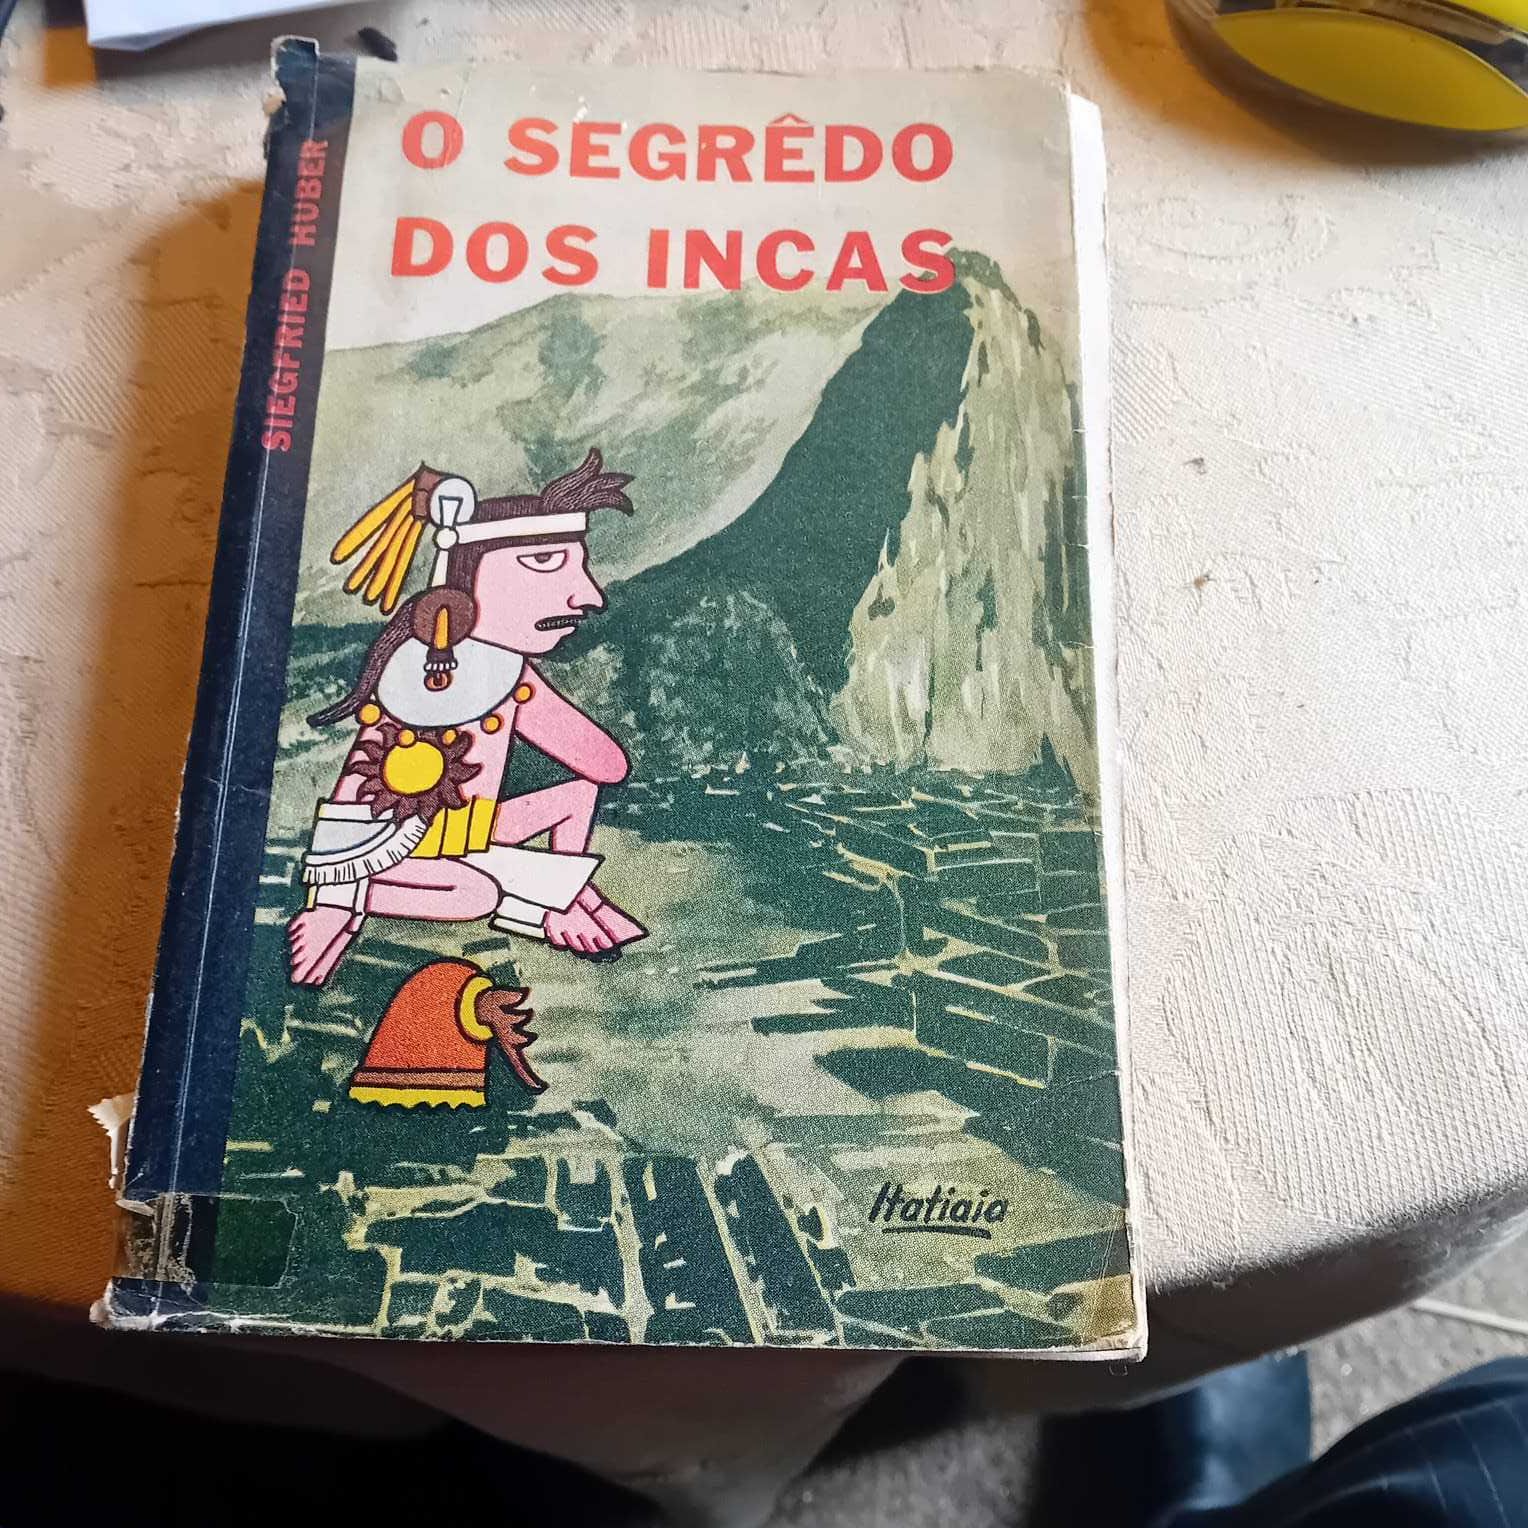 O SEGRÊDO
DOS INCAS
SIEGFRIED HUBER
Itatiaia